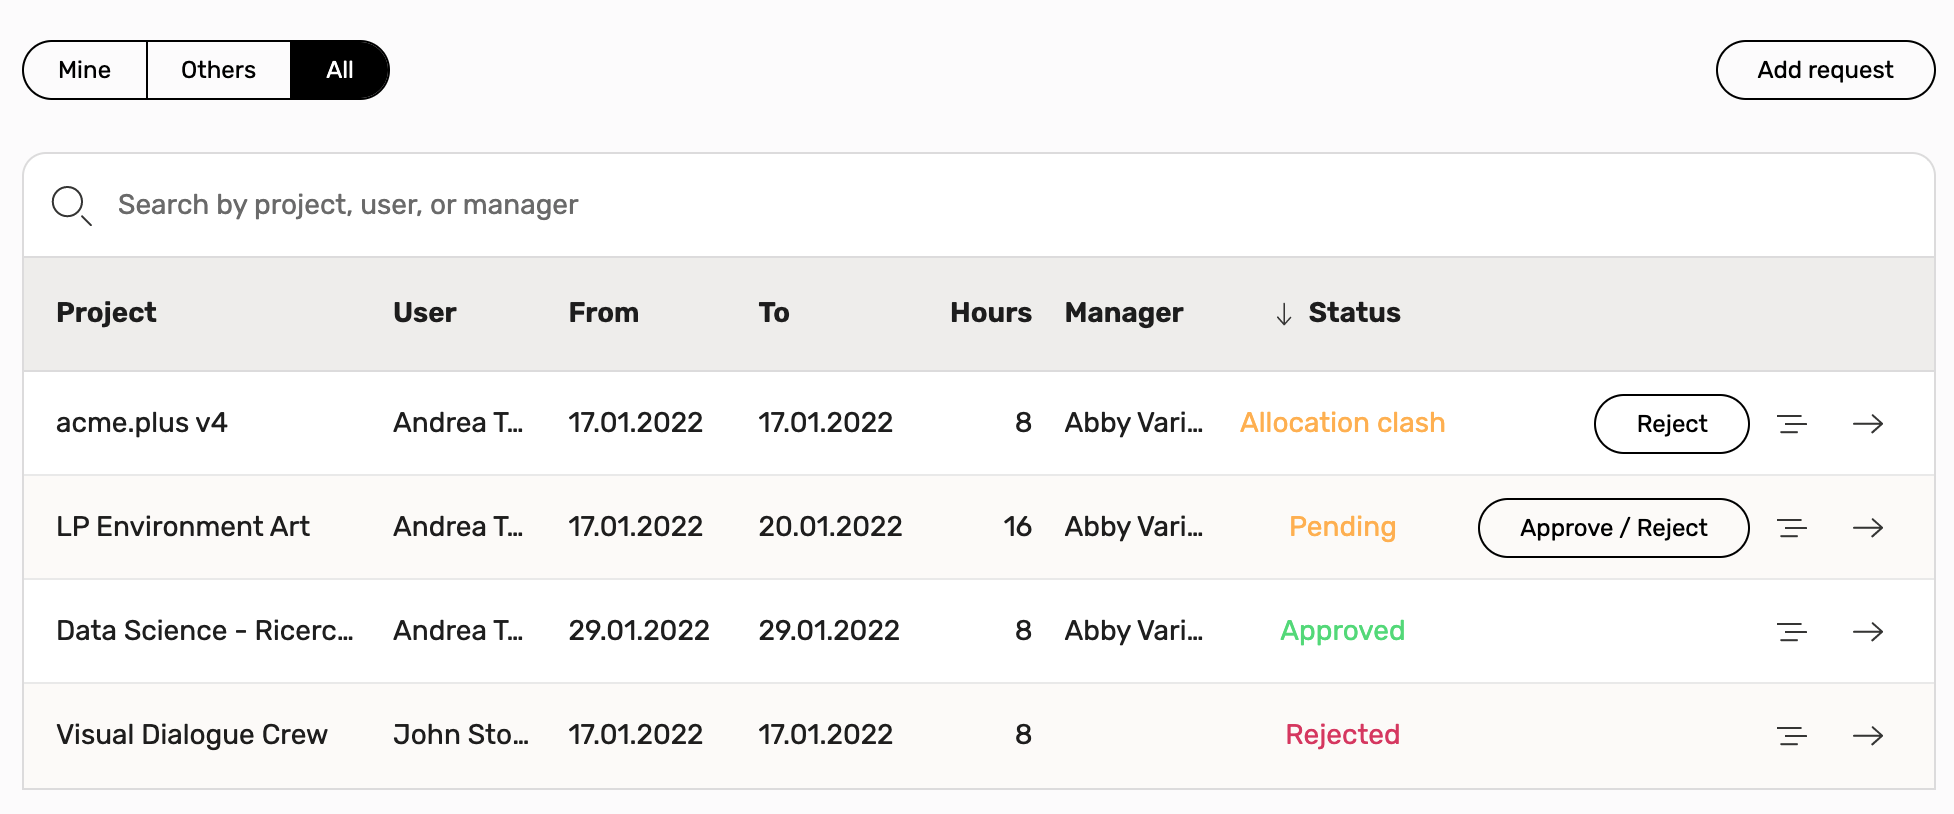 Mine Others All Add request
Search by project, user, or manager
Project User From To Hours Manager ↓ Status
acme.plus v4 Andrea T... 17.01.2022 17.01.2022 8 Abby Vari... Allocation clash Reject
LP Environment Art Andrea T... 17.01.2022 20.01.2022 16 Abby Vari... Pending Approve / Reject
Data Science - Ricerc... Andrea T... 29.01.2022 29.01.2022 8 Abby Vari... Approved
Visual Dialogue Crew John Sto... 17.01.2022 17.01.2022 8 Rejected